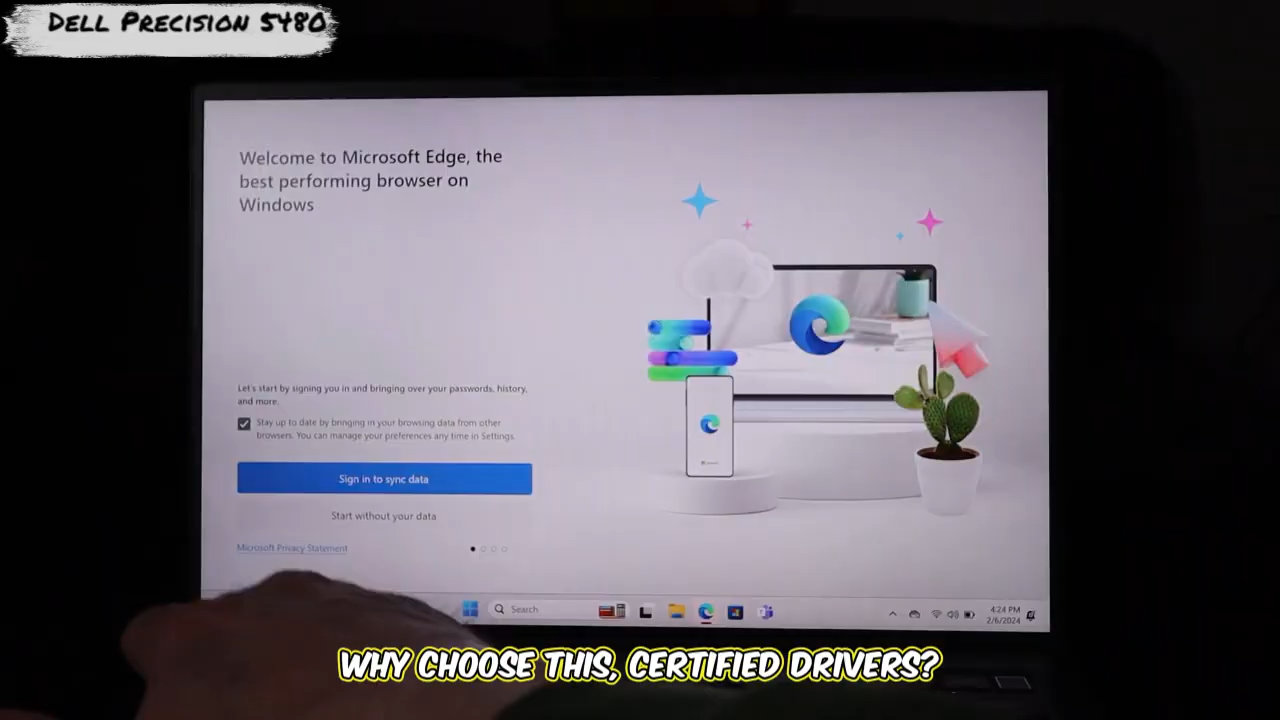 Dell Precision 5480
Welcome to Microsoft Edge, the
best performing browser on
Windows
Let's start by signing you in and bringing over your passwords, history,
and more.
Stay up to date by bringing in your browsing data from other
browsers. You can manage your preferences any time in Settings.
Sign in to sync data
Start without your data
Microsoft Privacy Statement
Search
4:24 PM
2/6/2024
WHY CHOOSE THIS, CERTIFIED DRIVERS?